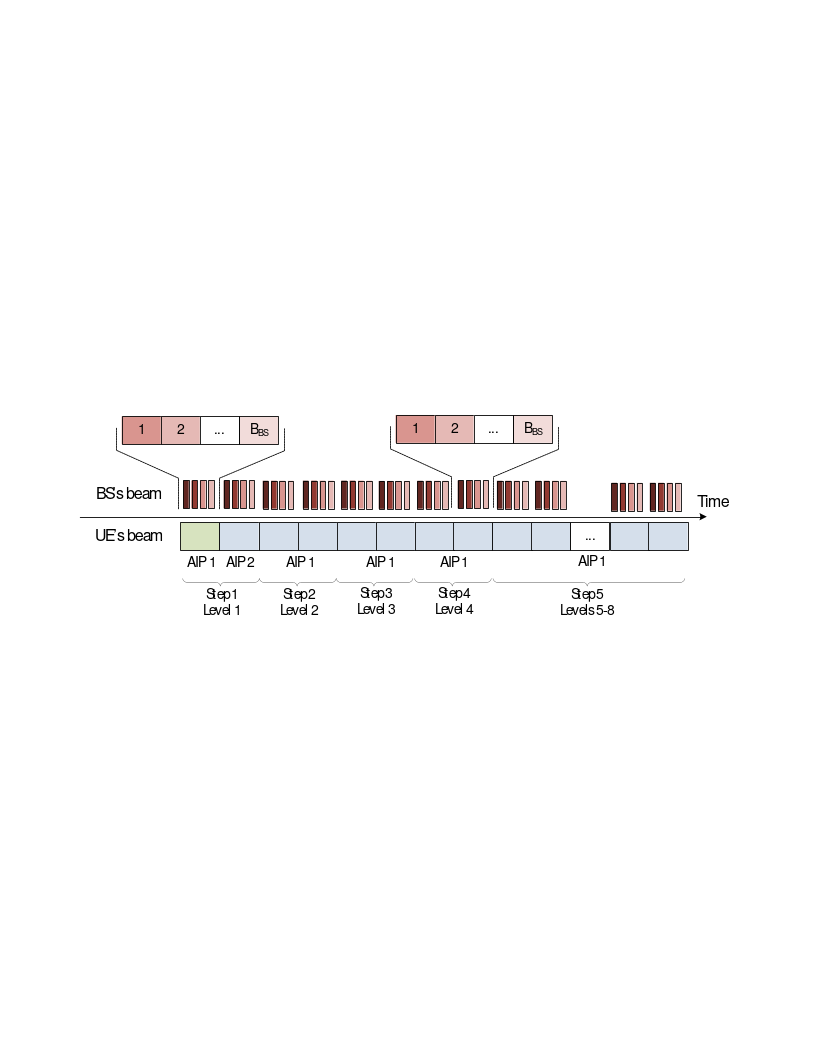 1 2 ... BBS 1 2 ... BBS
BS's beam
Time
UE's beam ...
AIP 1 AIP 2 AIP 1 AIP 1 AIP 1 AIP 1
Step1 Step2 Step3 Step4 Step5
Level 1 Level 2 Level 3 Level 4 Levels 5-8